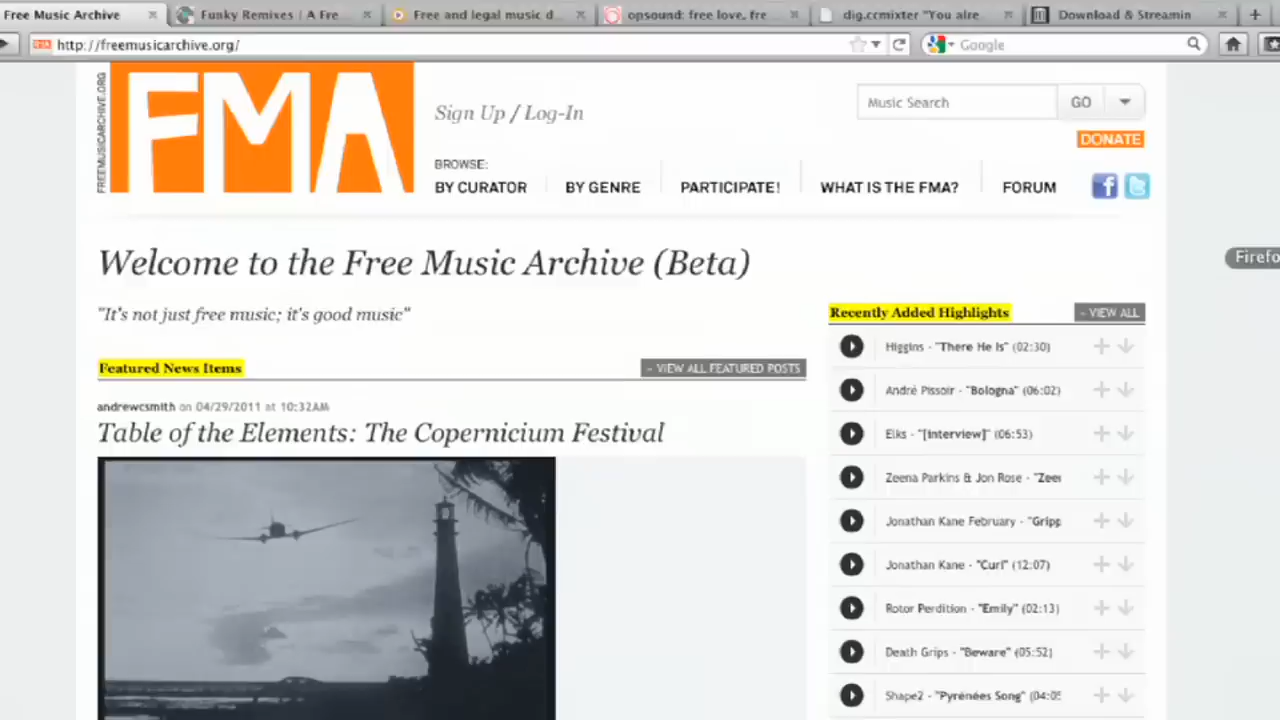 Free Music Archive
Funky Remixes | A Fre
Free and legal music d...
opsound: free love, fre
dig.ccmixter "You alre
Download & Streamin
http://freemusicarchive.org/
Google
FREEMUSICARCHIVE.ORG
FMA
Sign Up / Log-In
Music Search
GO
DONATE
BROWSE:
BY CURATOR
BY GENRE
PARTICIPATE!
WHAT IS THE FMA?
FORUM
Firefo
Welcome to the Free Music Archive (Beta)
"It's not just free music; it's good music"
Featured News Items
- VIEW ALL FEATURED POSTS
andrewcsmith on 04/29/2011 at 10:32AM
Table of the Elements: The Copernicium Festival
Recently Added Highlights
- VIEW ALL
Higgins - "There He Is" (02:30)
André Pissoir - "Bologna" (06:02)
Elks - "[interview]" (06:53)
Zeena Parkins & Jon Rose - "Zee
Jonathan Kane February - "Gripp
Jonathan Kane - "Curl" (12:07)
Rotor Perdition - "Emily" (02:13)
Death Grips - "Beware" (05:52)
Shape2 - "Pyrénées Song" (04:05